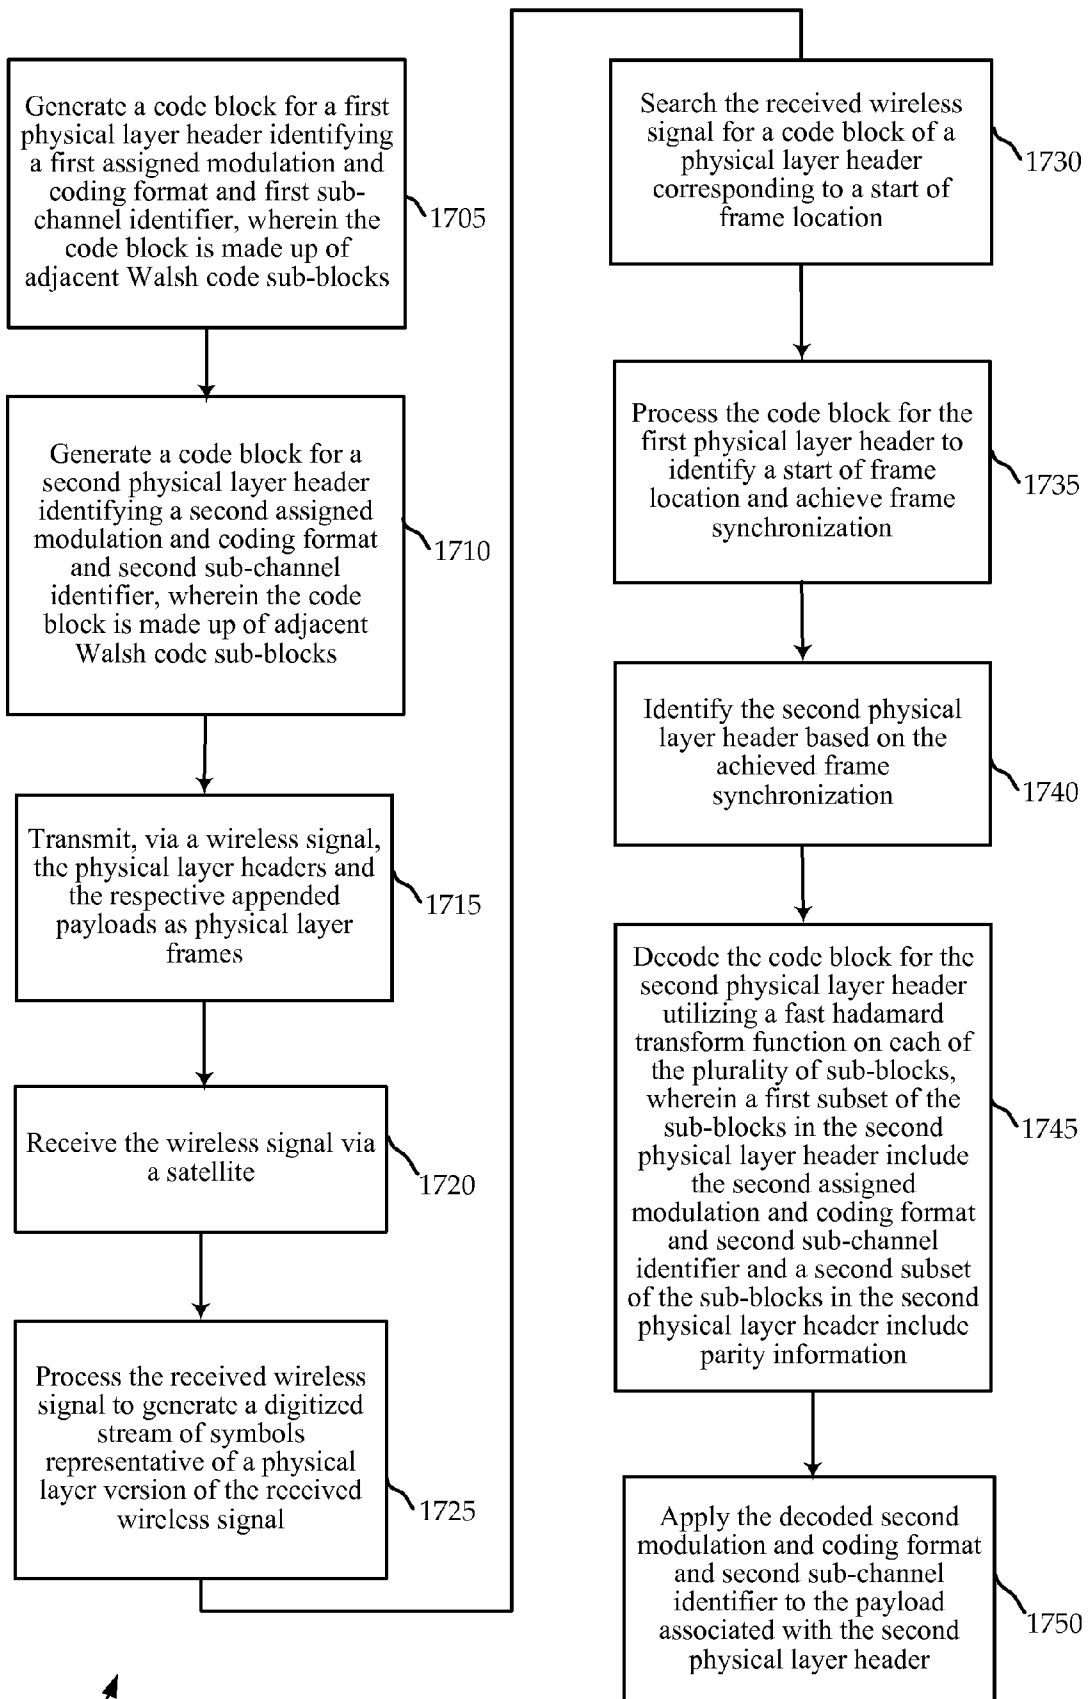 Generate a code block for a first
physical layer header identifying
a first assigned modulation and
coding format and first sub-
channel identifier, wherein the
code block is made up of
adjacent Walsh code sub-blocks
1705
Generate a code block for a
second physical layer header
identifying a second assigned
modulation and coding format
and second sub-channel
identifier, wherein the code
block is made up of adjacent
Walsh code sub-blocks
1710
Transmit, via a wireless signal,
the physical layer headers and
the respective appended
payloads as physical layer
frames
1715
Receive the wireless signal via
a satellite
1720
Process the received wireless
signal to generate a digitized
stream of symbols
representative of a physical
layer version of the received
wireless signal
1725
Search the received wireless
signal for a code block of a
physical layer header
corresponding to a start of
frame location
1730
Process the code block for the
first physical layer header to
identify a start of frame
location and achieve frame
synchronization
1735
Identify the second physical
layer header based on the
achieved frame
synchronization
1740
Decode the code block for the
second physical layer header
utilizing a fast hadamard
transform function on each of
the plurality of sub-blocks,
wherein a first subset of the
sub-blocks in the second
physical layer header include
the second assigned
modulation and coding format
and second sub-channel
identifier and a second subset
of the sub-blocks in the second
physical layer header include
parity information
1745
Apply the decoded second
modulation and coding format
and second sub-channel
identifier to the payload
associated with the second
physical layer header
1750